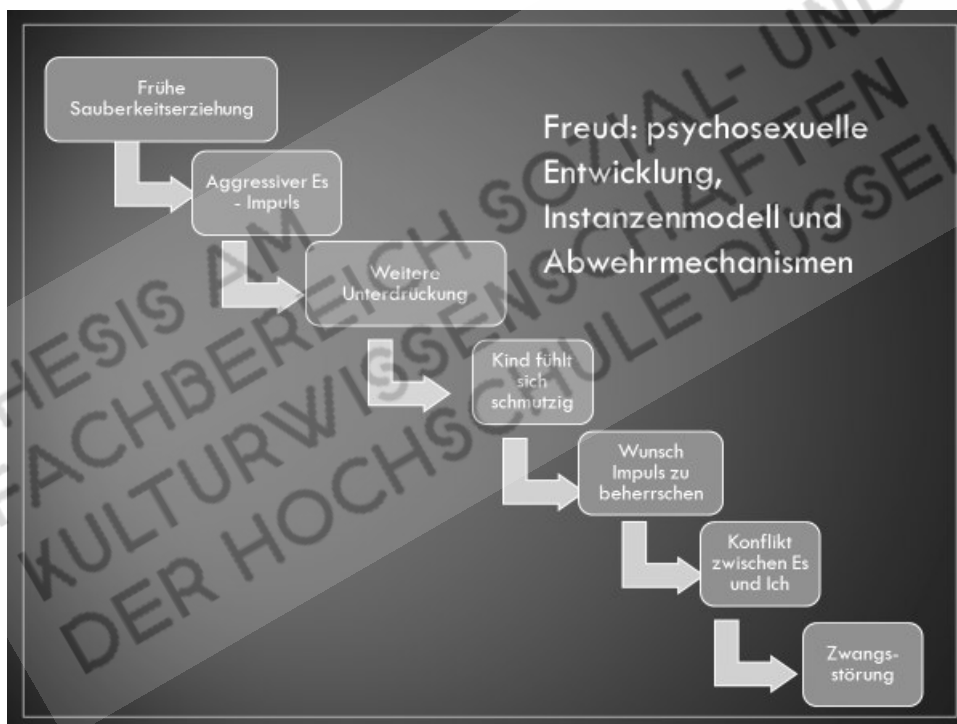 Frühe
Sauberkeitserziehung
Aggressiver Es
- Impuls
Weitere
Unterdrückung
Kind fühlt
sich
schmutzig
Wunsch
Impuls zu
beherrschen
Konflikt
zwischen Es
und Ich
Zwangs-
störung
Freud: psychosexuelle
Entwicklung,
Instanzenmodell und
Abwehrmechanismen
THESIS AM
FACHBEREICH SOZIAL- UND
KULTURWISSENSCHAFTEN
DER HOCHSCHULE DÜSSEL